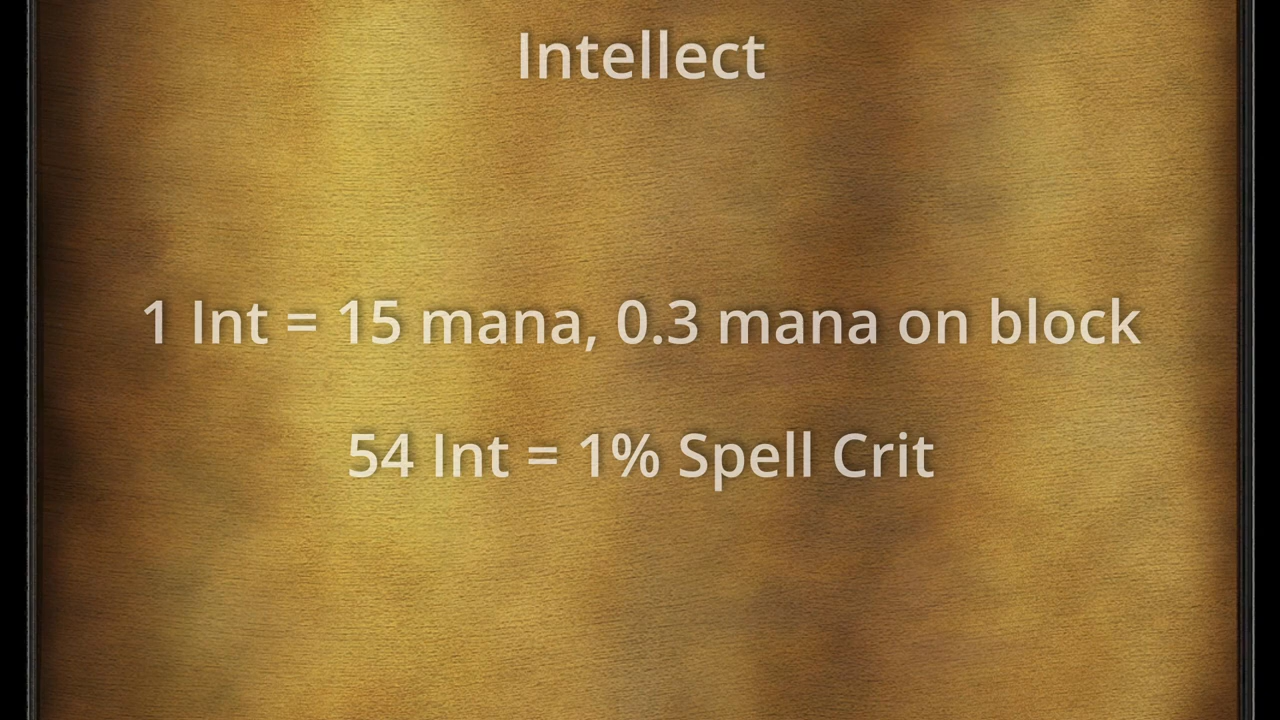 Intellect
1 Int = 15 mana, 0.3 mana on block
54 Int = 1% Spell Crit